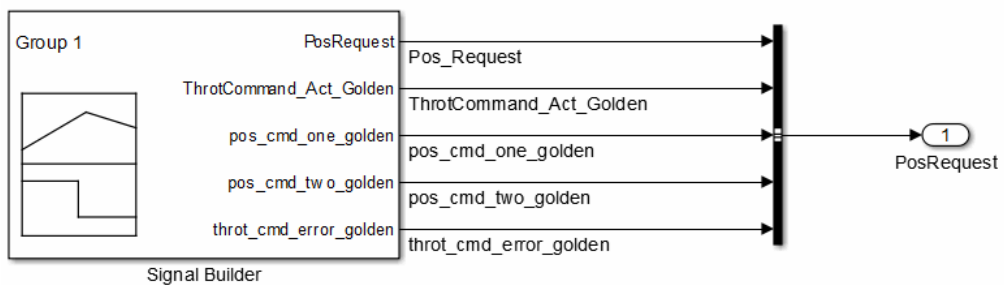 Group 1
PosRequest
ThrotCommand_Act_Golden
pos_cmd_one_golden
pos_cmd_two_golden
throt_cmd_error_golden
Signal Builder
Pos_Request
ThrotCommand_Act_Golden
pos_cmd_one_golden
pos_cmd_two_golden
throt_cmd_error_golden
1
PosRequest